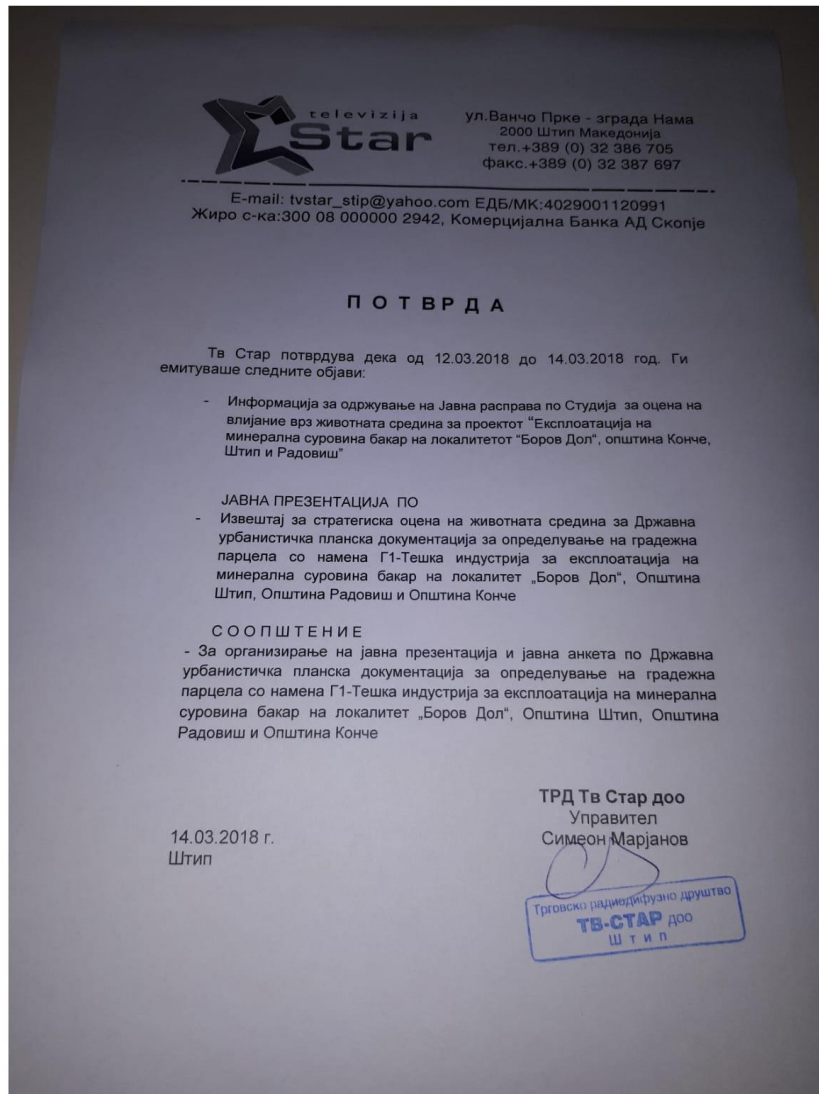 televizija
Star
ул.Ванчо Прке - зграда Нама
2000 Штип Македонија
тел.+389 (0) 32 386 705
факс.+389 (0) 32 387 697
E-mail: tvstar_stip@yahoo.com ЕДБ/МК:4029001120991
Жиро с-ка:300 08 000000 2942, Комерцијална Банка АД Скопје
П О Т В Р Д А
Тв Стар потврдува дека од 12.03.2018 до 14.03.2018 год. Ги
емитуваше следните објави:
- Информација за одржување на Јавна расправа по Студија за оцена на
влијание врз животната средина за проектот “Експлоатација на
минерална суровина бакар на локалитетот “Боров Дол“, општина Конче,
Штип и Радовиш”
ЈАВНА ПРЕЗЕНТАЦИЈА ПО
- Извештај за стратегиска оцена на животната средина за Државна
урбанистичка планска документација за определување на градежна
парцела со намена Г1-Тешка индустрија за експлоатација на
минерална суровина бакар на локалитет „Боров Дол“, Општина
Штип, Општина Радовиш и Општина Конче
С О О П Ш Т Е Н И Е
- За организирање на јавна презентација и јавна анкета по Државна
урбанистичка планска документација за определување на градежна
парцела со намена Г1-Тешка индустрија за експлоатација на минерална
суровина бакар на локалитет „Боров Дол“, Општина Штип, Општина
Радовиш и Општина Конче
ТРД Тв Стар доо
Управител
Симеон Марјанов
14.03.2018 г.
Штип
Трговско радиодифузно друштво
ТВ-СТАР доо
Ш т и п